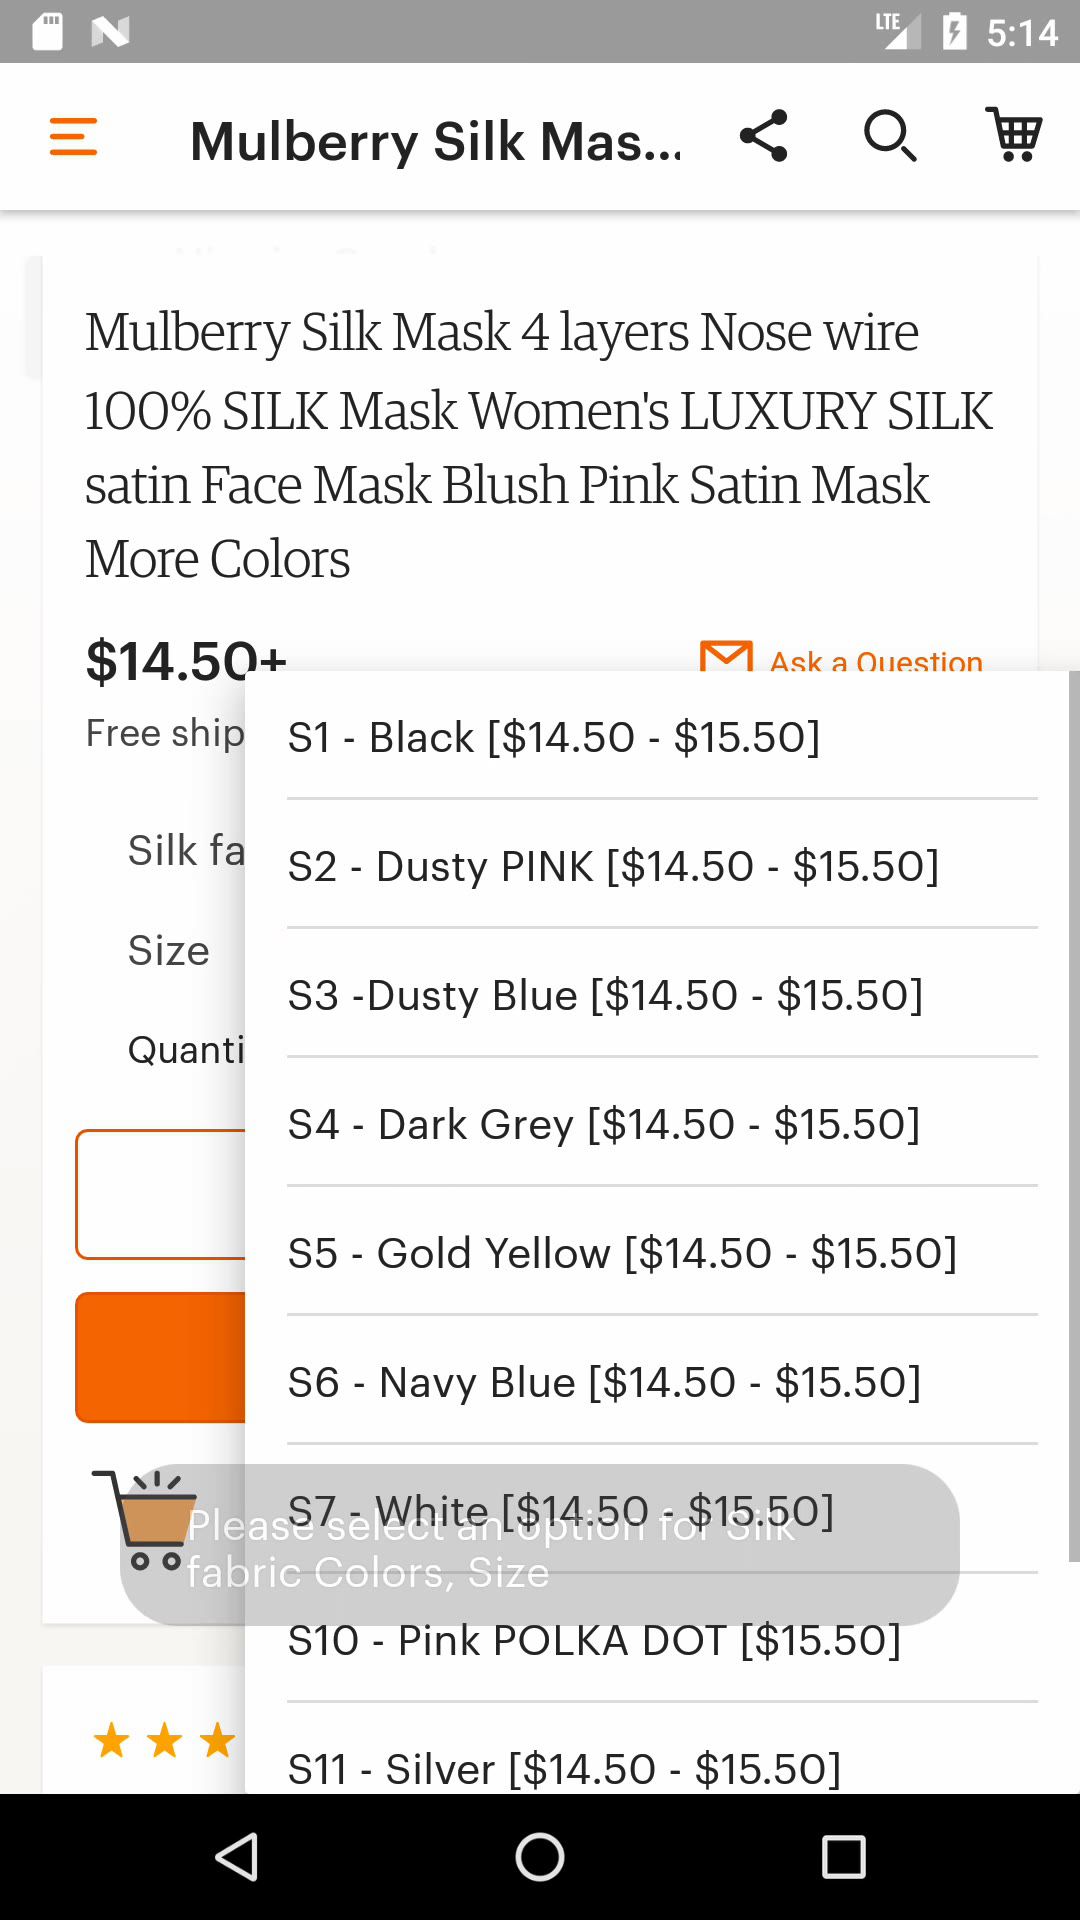 LTE 5:14
Mulberry Silk Mas...
Mulberry Silk Mask 4 layers Nose wire
100% SILK Mask Women's LUXURY SILK
satin Face Mask Blush Pink Satin Mask
More Colors
$14.50+
Ask a Question
Free ship
Silk fa
Size
Quanti
S1 - Black [$14.50 - $15.50]
S2 - Dusty PINK [$14.50 - $15.50]
S3 -Dusty Blue [$14.50 - $15.50]
S4 - Dark Grey [$14.50 - $15.50]
S5 - Gold Yellow [$14.50 - $15.50]
S6 - Navy Blue [$14.50 - $15.50]
S7 - White [$14.50 - $15.50]
Please select an option for Silk
fabric Colors, Size
S10 - Pink POLKA DOT [$15.50]
S11 - Silver [$14.50 - $15.50]